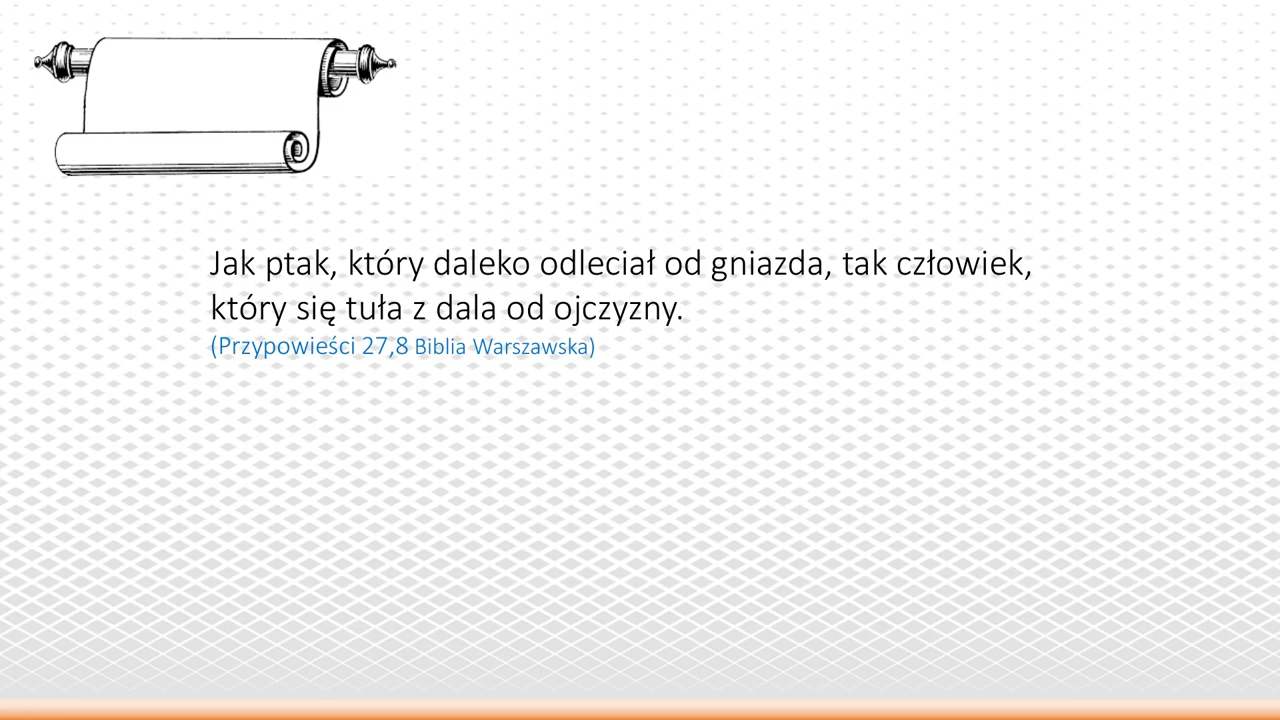 Jak ptak, który daleko odleciał od gniazda, tak człowiek,
który się tuła z dala od ojczyzny.
(Przypowieści 27,8 Biblia Warszawska)